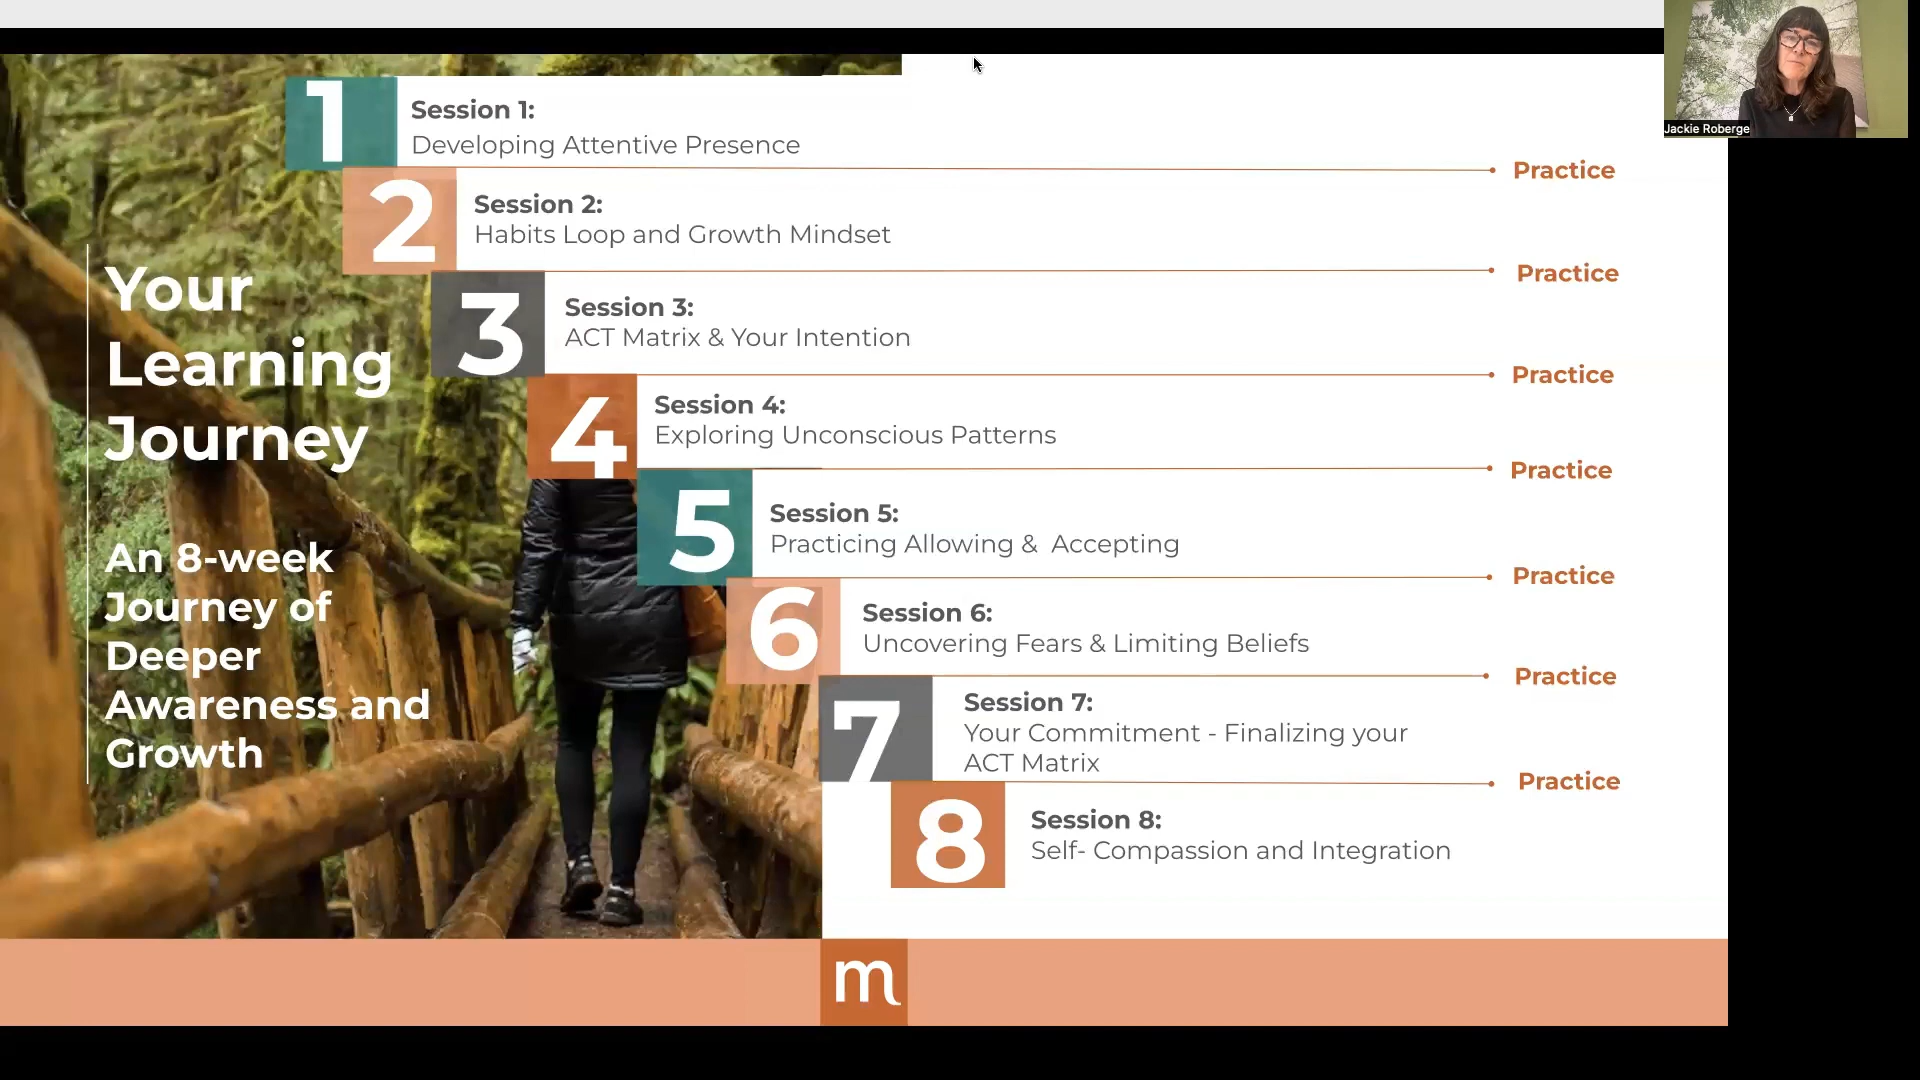 Jackie Roberge
Your
Learning
Journey
An 8-week
Journey of
Deeper
Awareness and
Growth
1
Session 1:
Developing Attentive Presence
Practice
2
Session 2:
Habits Loop and Growth Mindset
Practice
3
Session 3:
ACT Matrix & Your Intention
Practice
4
Session 4:
Exploring Unconscious Patterns
Practice
5
Session 5:
Practicing Allowing &  Accepting
Practice
6
Session 6:
Uncovering Fears & Limiting Beliefs
Practice
7
Session 7:
Your Commitment - Finalizing your
ACT Matrix
Practice
8
Session 8:
Self- Compassion and Integration
m